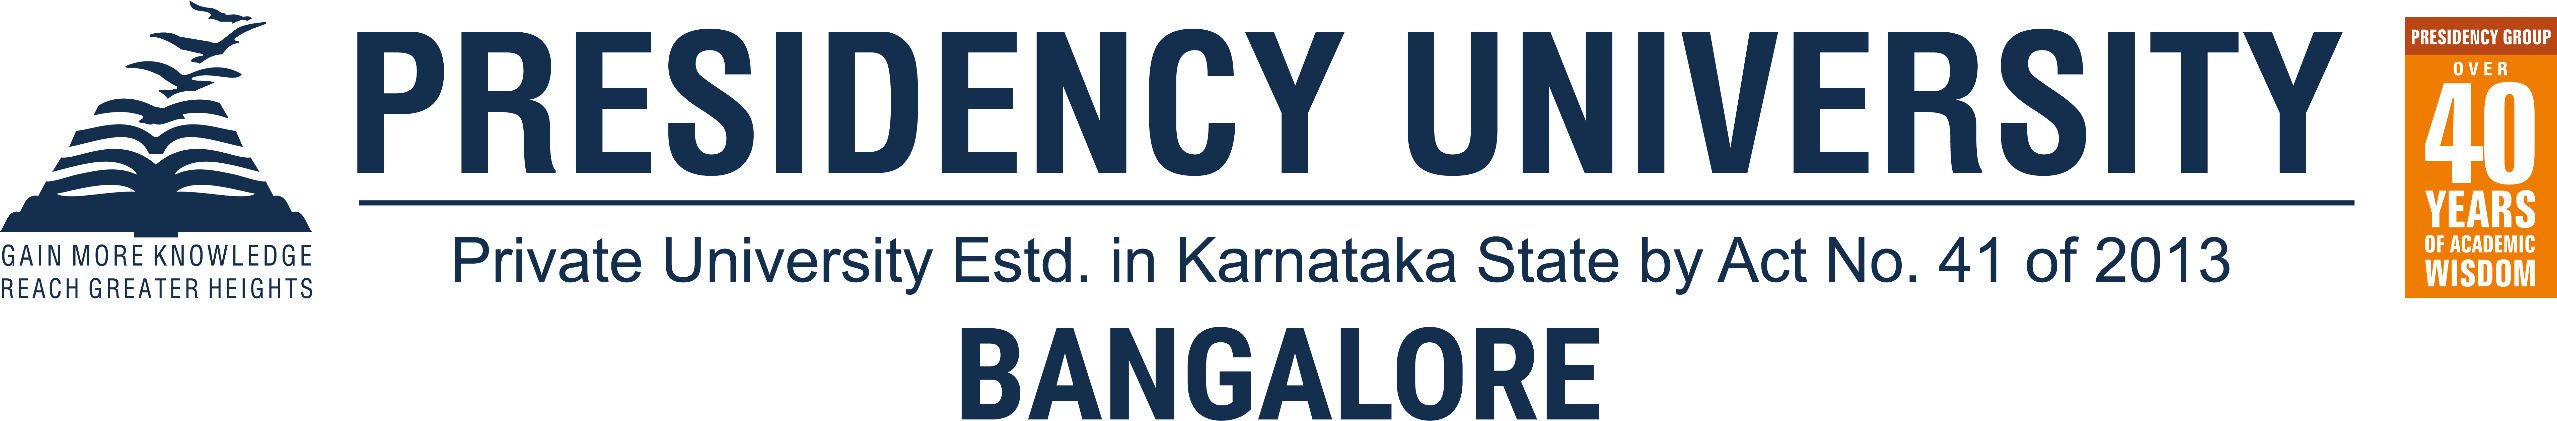 GAIN MORE KNOWLEDGE
REACH GREATER HEIGHTS
PRESIDENCY UNIVERSITY
Private University Estd. in Karnataka State by Act No. 41 of 2013
BANGALORE
PRESIDENCY GROUP
OVER
40
YEARS
OF ACADEMIC
WISDOM